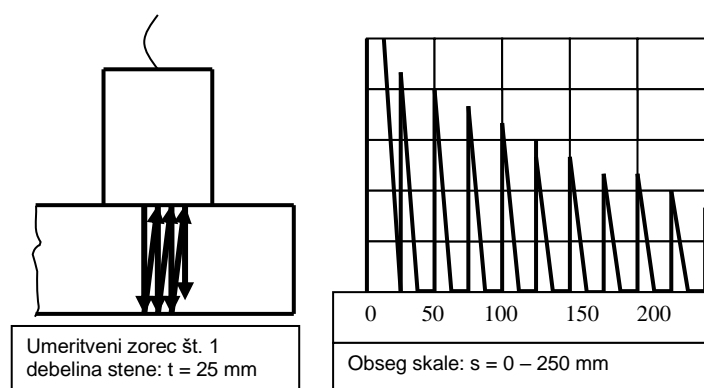 0 50 100 150 200
Umeritveni zorec št. 1
debelina stene: t = 25 mm
Obseg skale: s = 0 – 250 mm